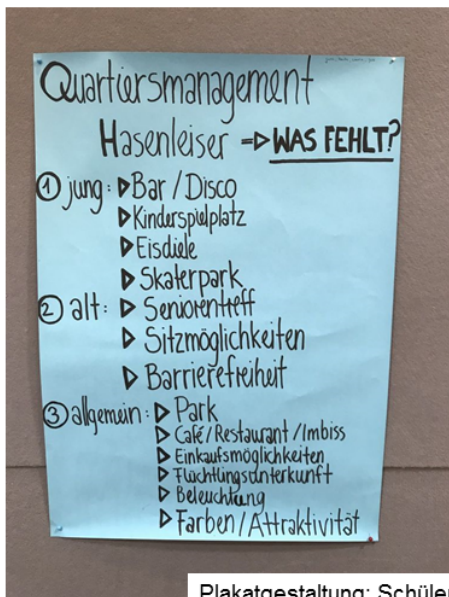 Quartiersmanagement
Hasenleiser => WAS FEHLT?
① jung: ▷ Bar / Disco
▷ Kinderspielplatz
▷ Eisdiele
▷ Skaterpark
② alt: ▷ Seniorentreff
▷ Sitzmöglichkeiten
▷ Barrierefreiheit
③ allgemein: ▷ Park
▷ Café / Restaurant / Imbiss
▷ Einkaufsmöglichkeiten
▷ Flüchtlingsunterkunft
▷ Beleuchtung
▷ Farben / Attraktivität
Plakatgestaltung: